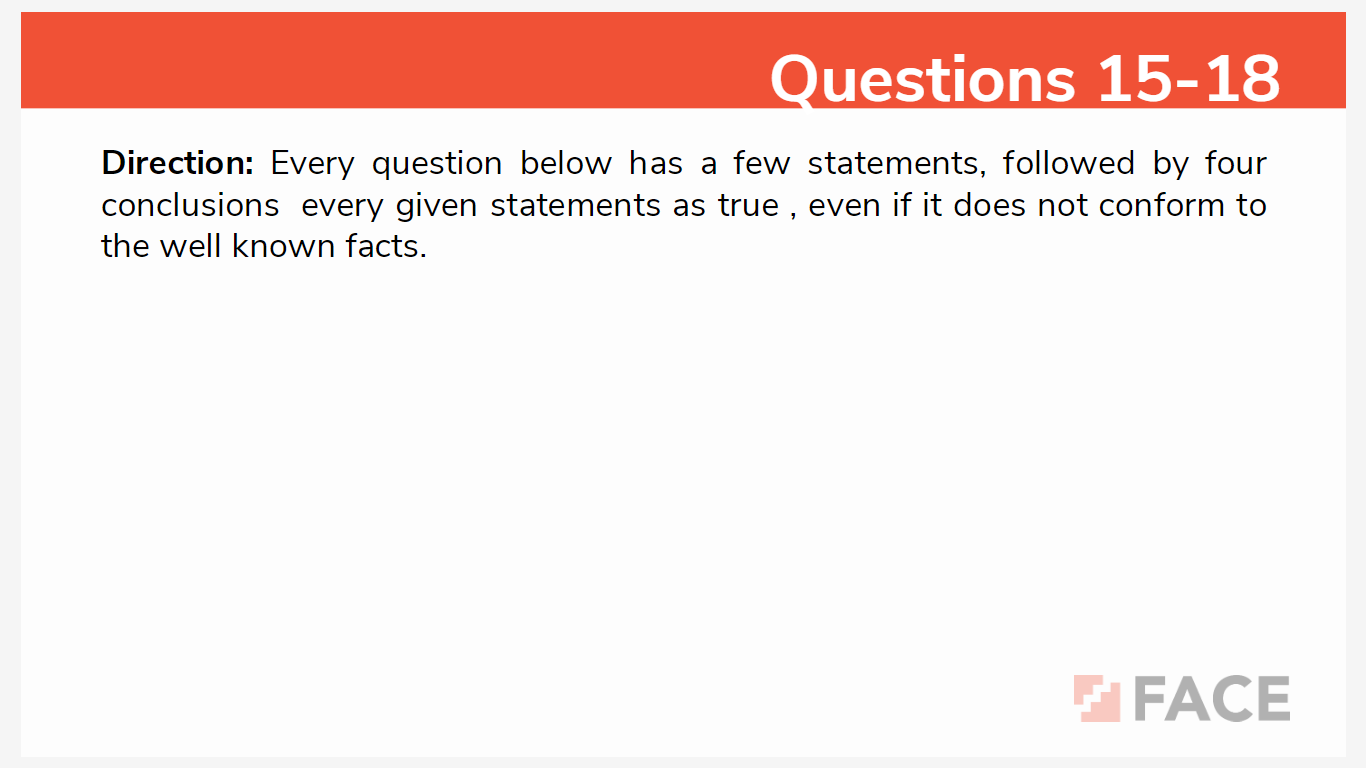 Questions 15-18
Direction: Every question below has a few statements, followed by four
conclusions  every given statements as true , even if it does not conform to
the well known facts.
FACE